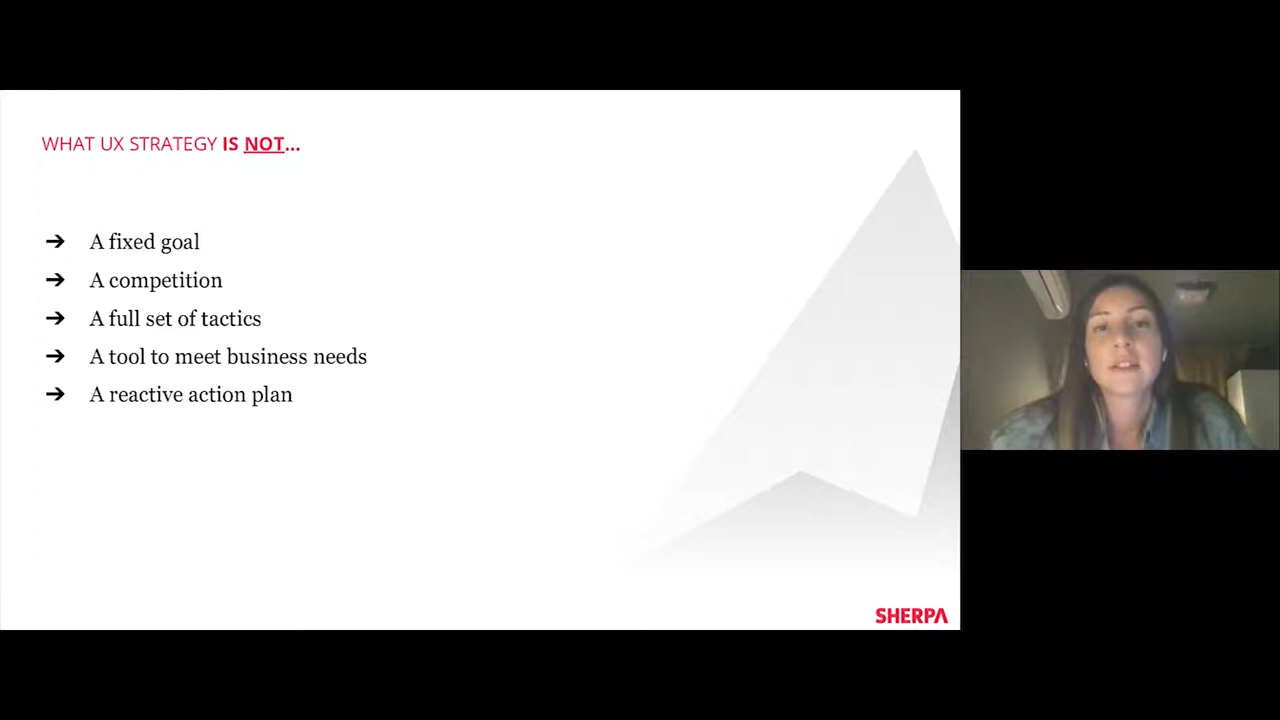 WHAT UX STRATEGY IS NOT...
➔ A fixed goal
➔ A competition
➔ A full set of tactics
➔ A tool to meet business needs
➔ A reactive action plan
SHERPA